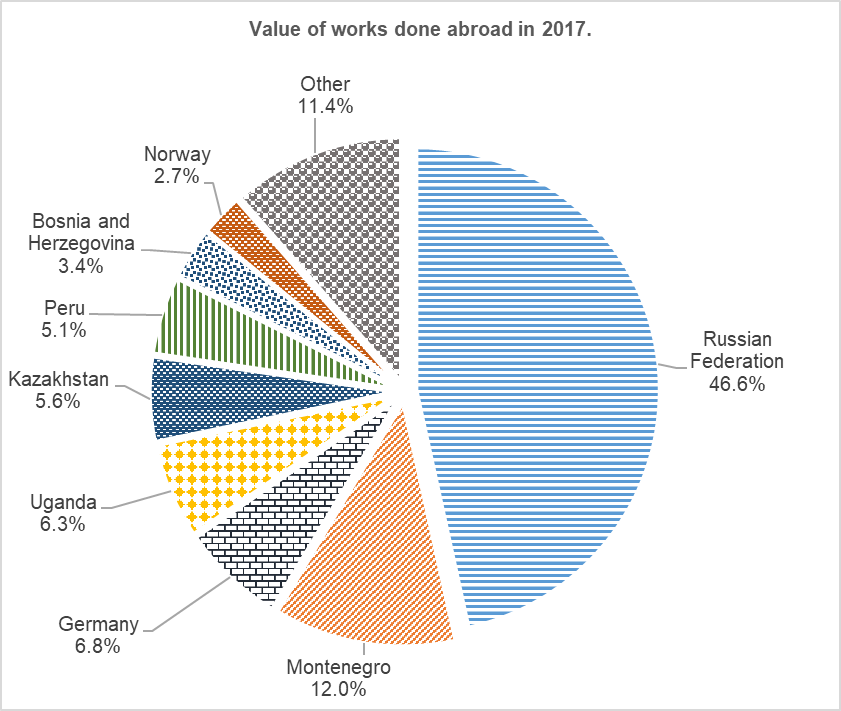 Value of works done abroad in 2017.
Other
11.4%
Norway
2.7%
Bosnia and
Herzegovina
3.4%
Peru
5.1%
Kazakhstan
5.6%
Uganda
6.3%
Germany
6.8%
Montenegro
12.0%
Russian
Federation
46.6%